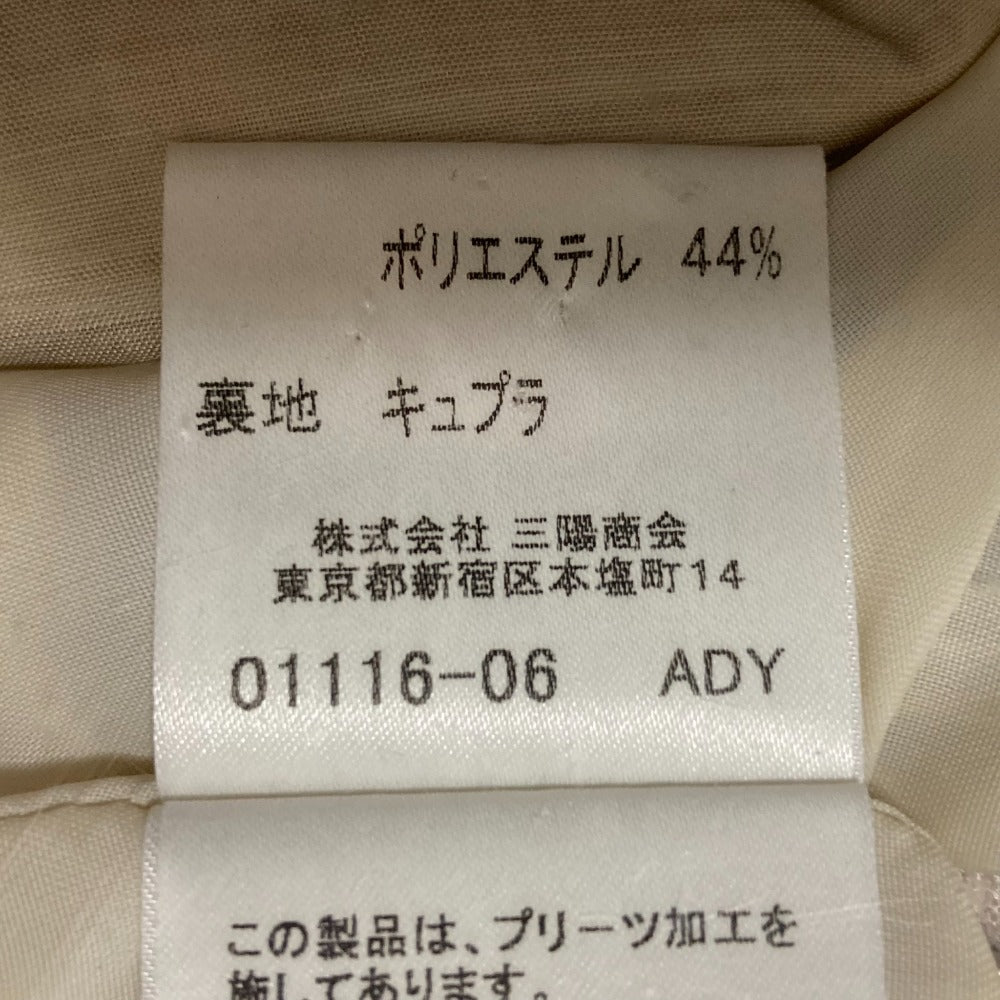 ポリエステル 44%
裏地 キュプラ
株式会社 三陽商会
東京都新宿区本塩町14
01116-06 ADY
この製品は、プリーツ加工を
施してあります。